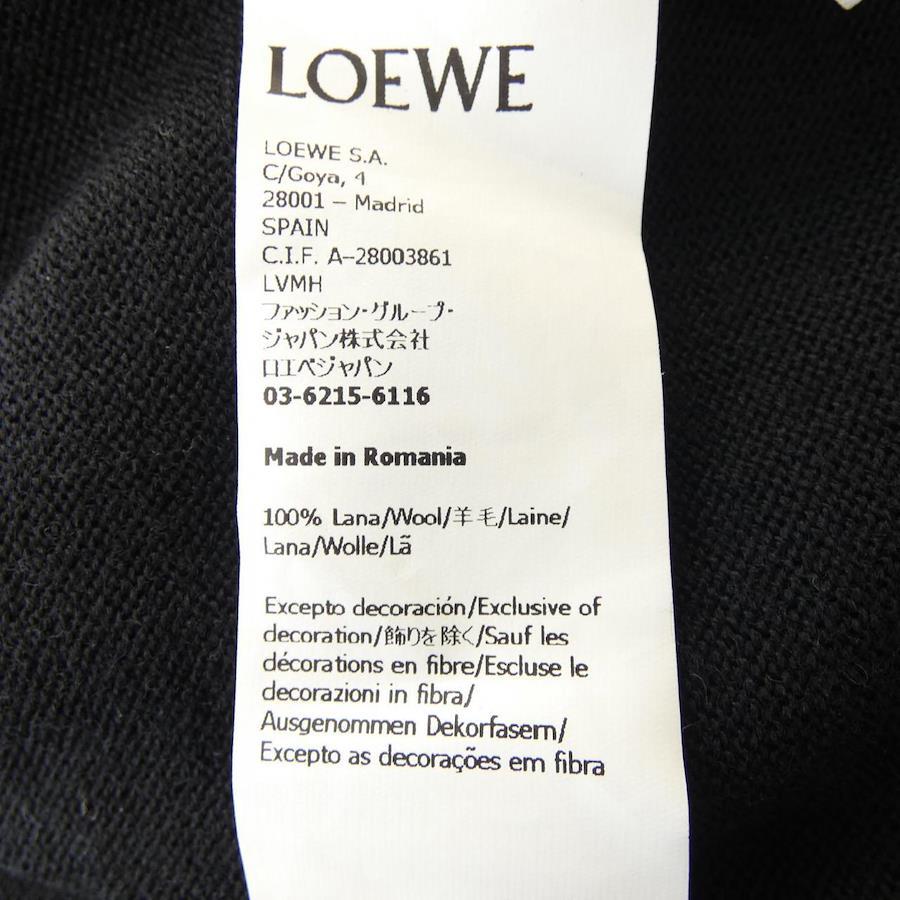 LOEWE
LOEWE S.A.
C/Goya, 4
28001 – Madrid
SPAIN
C.I.F. A–28003861
LVMH
ファッション・グループ・
ジャパン株式会社
ロエベジャパン
03-6215-6116
Made in Romania
100% Lana/Wool/羊毛/Laine/
Lana/Wolle/Lã
Excepto decoración/Exclusive of
decoration/飾りを除く/Sauf les
décorations en fibre/Escluse le
decorazioni in fibra/
Ausgenommen Dekorfasern/
Excepto as decorações em fibra